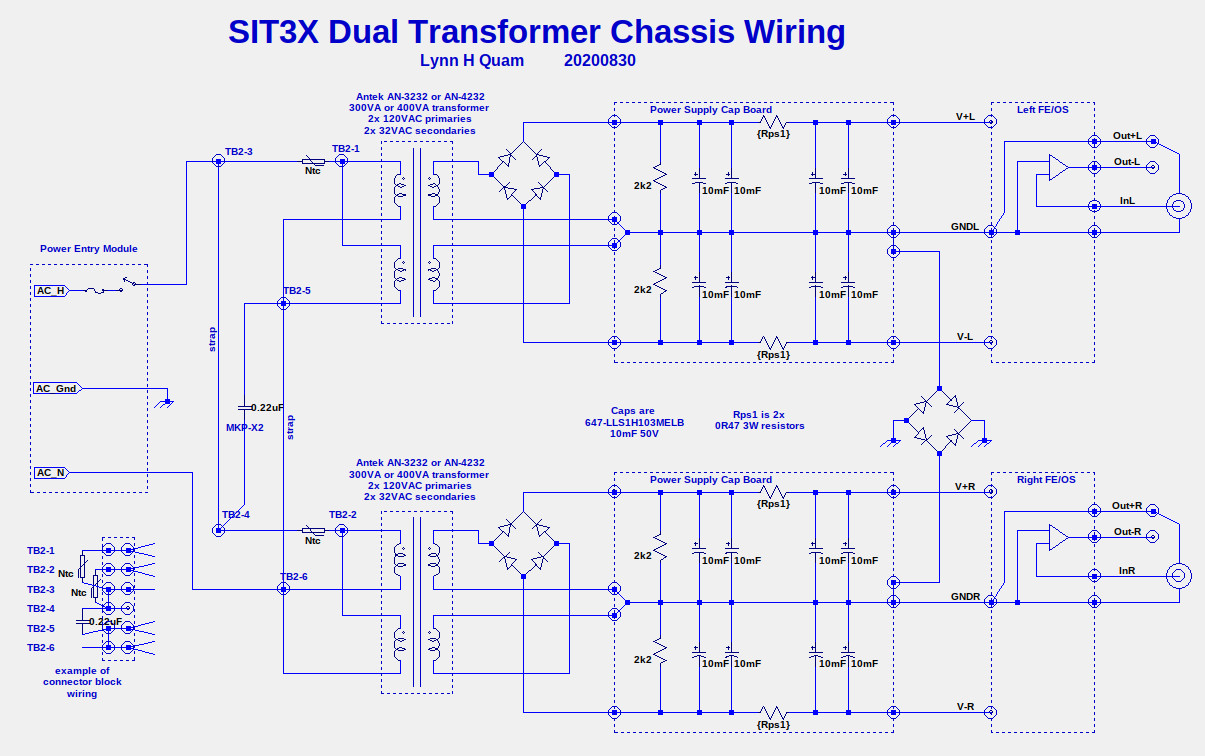 SIT3X Dual Transformer Chassis Wiring
Lynn H Quam 20200830
Antek AN-3232 or AN-4232
300VA or 400VA transformer
2x 120VAC primaries
2x 32VAC secondaries
Power Supply Cap Board
Left FE/OS
V+L
{Rps1}
Out+L
TB2-3
TB2-1
Out-L
Ntc
2k2
10mF 10mF 10mF 10mF
InL
GNDL
Power Entry Module
AC_H
TB2-5
2k2
10mF 10mF 10mF 10mF
strap
V-L
{Rps1}
AC_Gnd
0.22uF
MKP-X2
strap
Caps are
647-LLS1H103MELB
10mF 50V
Rps1 is 2x
0R47 3W resistors
AC_N
Antek AN-3232 or AN-4232
300VA or 400VA transformer
2x 120VAC primaries
2x 32VAC secondaries
Power Supply Cap Board
Right FE/OS
V+R
{Rps1}
Out+R
TB2-4
TB2-2
Out-R
Ntc
2k2
10mF 10mF 10mF 10mF
InR
TB2-6
GNDR
TB2-1
TB2-2
Ntc
TB2-3
Ntc
TB2-4
0.22uF
TB2-5
TB2-6
example of
connector block
wiring
2k2
10mF 10mF 10mF 10mF
V-R
{Rps1}